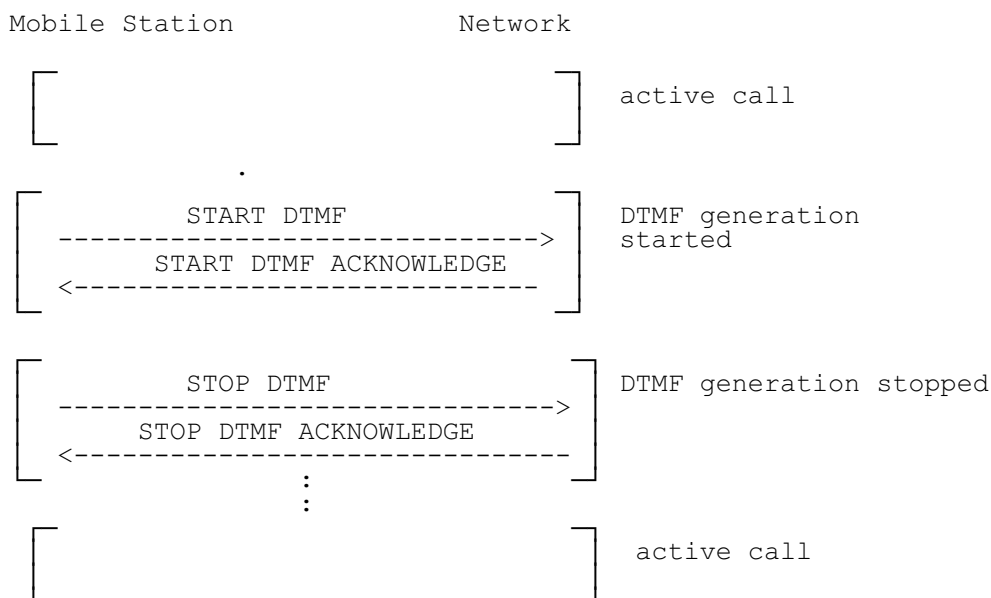 Mobile Station Network
active call
.
START DTMF DTMF generation
-------------------------------> started
START DTMF ACKNOWLEDGE
<-----------------------------
STOP DTMF DTMF generation stopped
------------------------------->
STOP DTMF ACKNOWLEDGE
<-------------------------------
:
:
active call